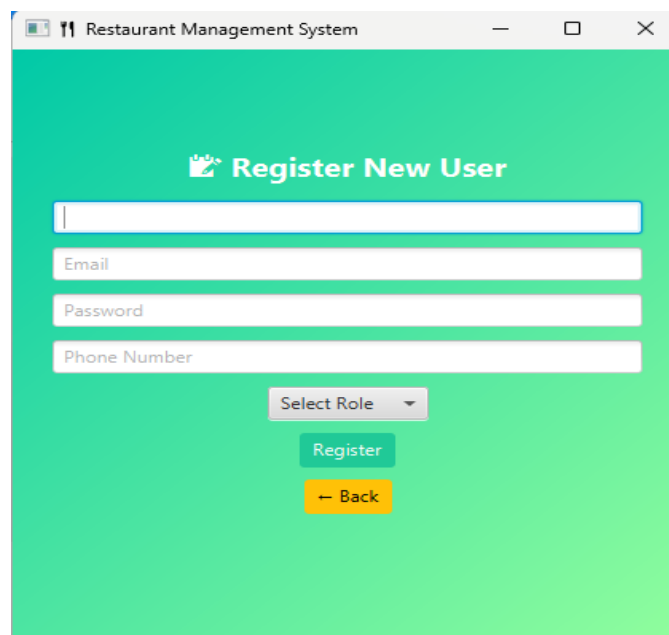 Restaurant Management System
Register New User
Email
Password
Phone Number
Select Role
Register
← Back